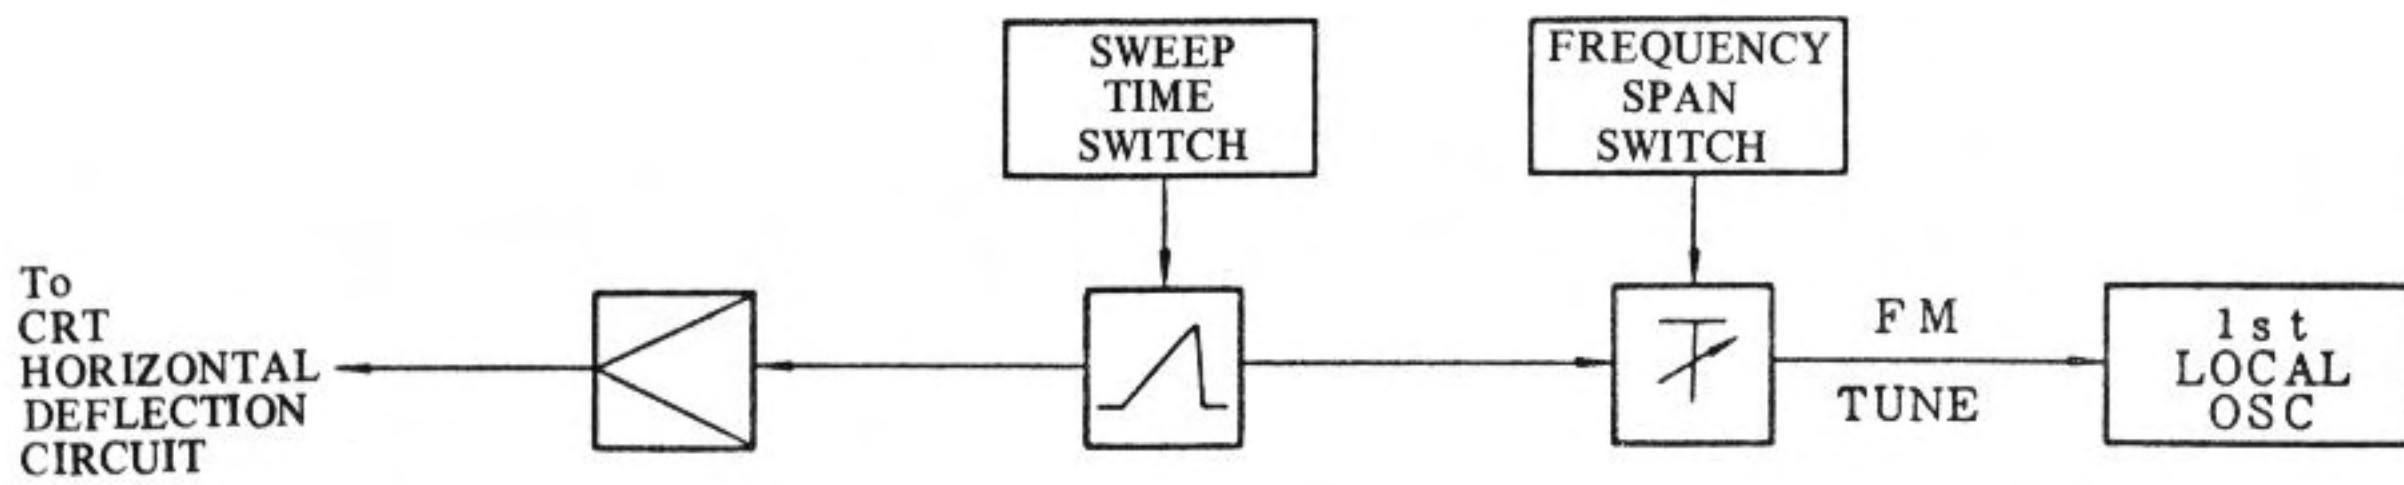 SWEEP
TIME
SWITCH
FREQUENCY
SPAN
SWITCH
To
CRT
HORIZONTAL
DEFLECTION
CIRCUIT
FM
TUNE
1st
LOCAL
OSC